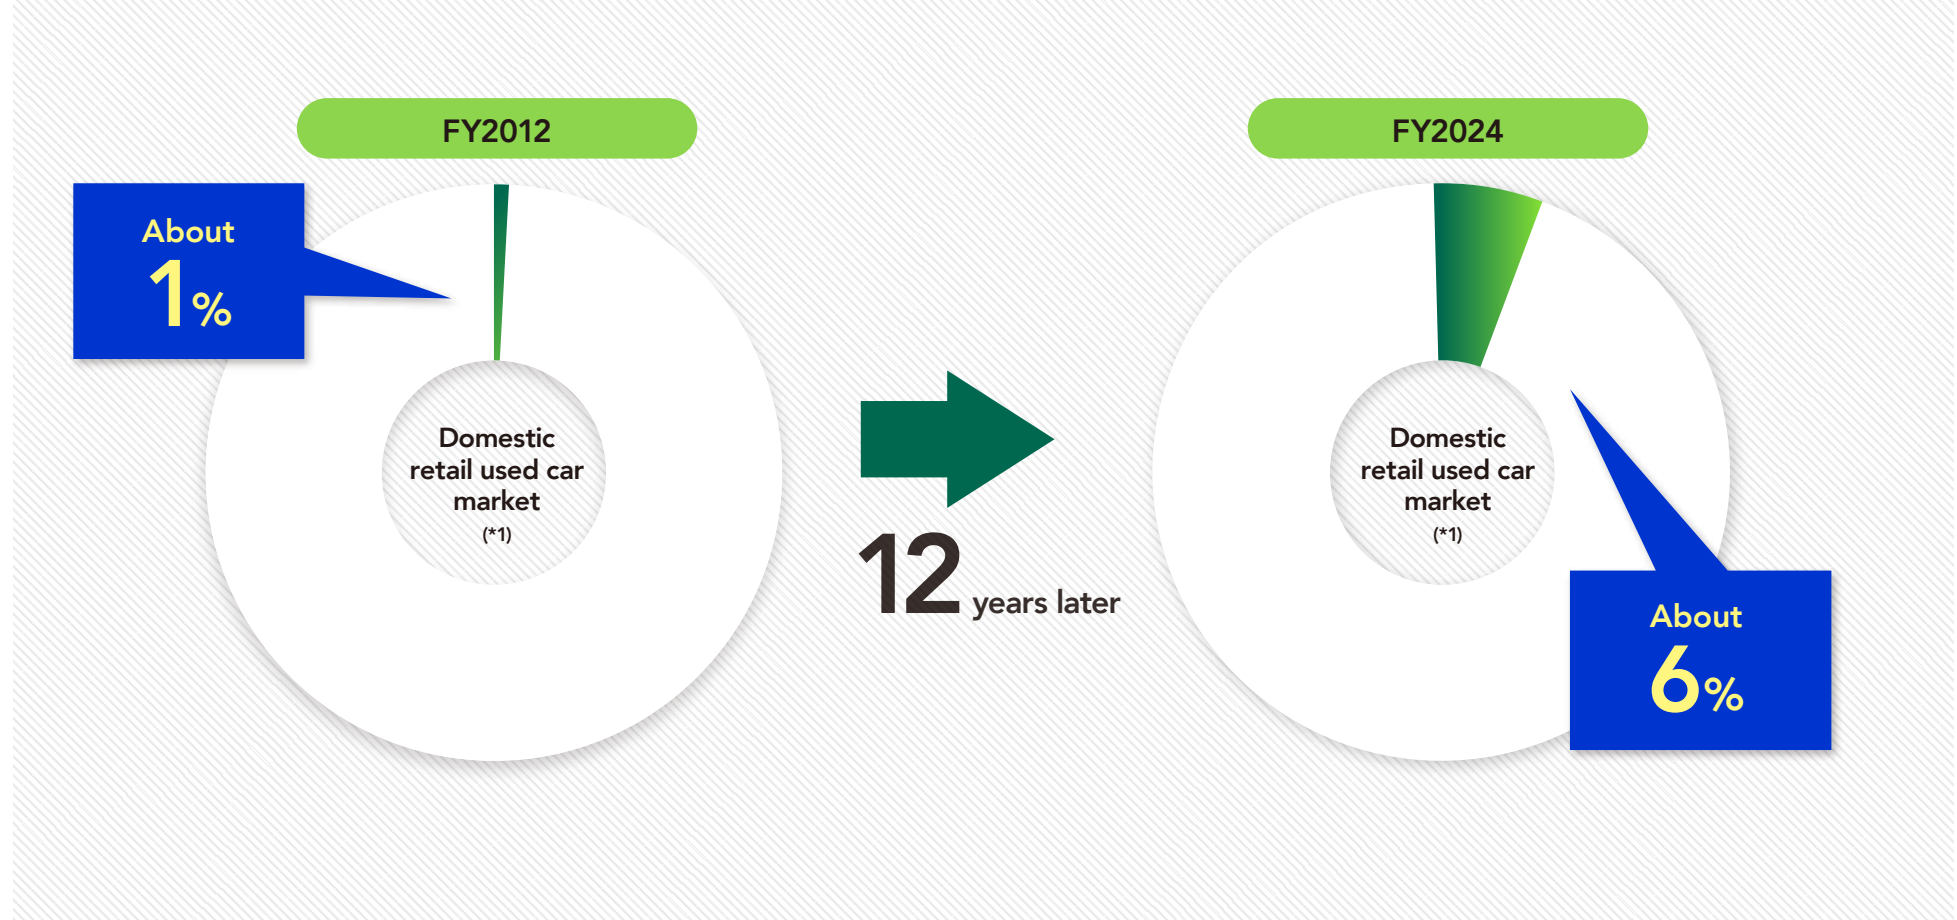 FY2012
About
1%
Domestic
retail used car
market
(*1)
12 years later
FY2024
Domestic
retail used car
market
(*1)
About
6%